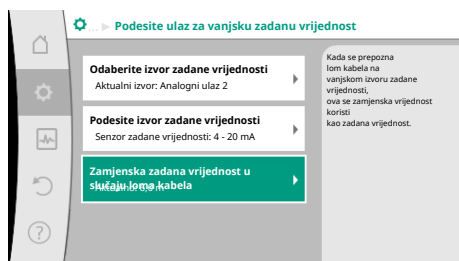 ... ▶ Podesite ulaz za vanjsku zadanu vrijednost
Odaberite izvor zadane vrijednosti
Aktualni izvor: Analogni ulaz 2
Podesite izvor zadane vrijednosti
Senzor zadane vrijednosti: 4 - 20 mA
Zamjenska zadana vrijednost u
slučaju loma kabela
Kada se prepozna
lom kabela na
vanjskom izvoru zadane
vrijednosti,
ova se zamjenska vrijednost
koristi
kao zadana vrijednost.